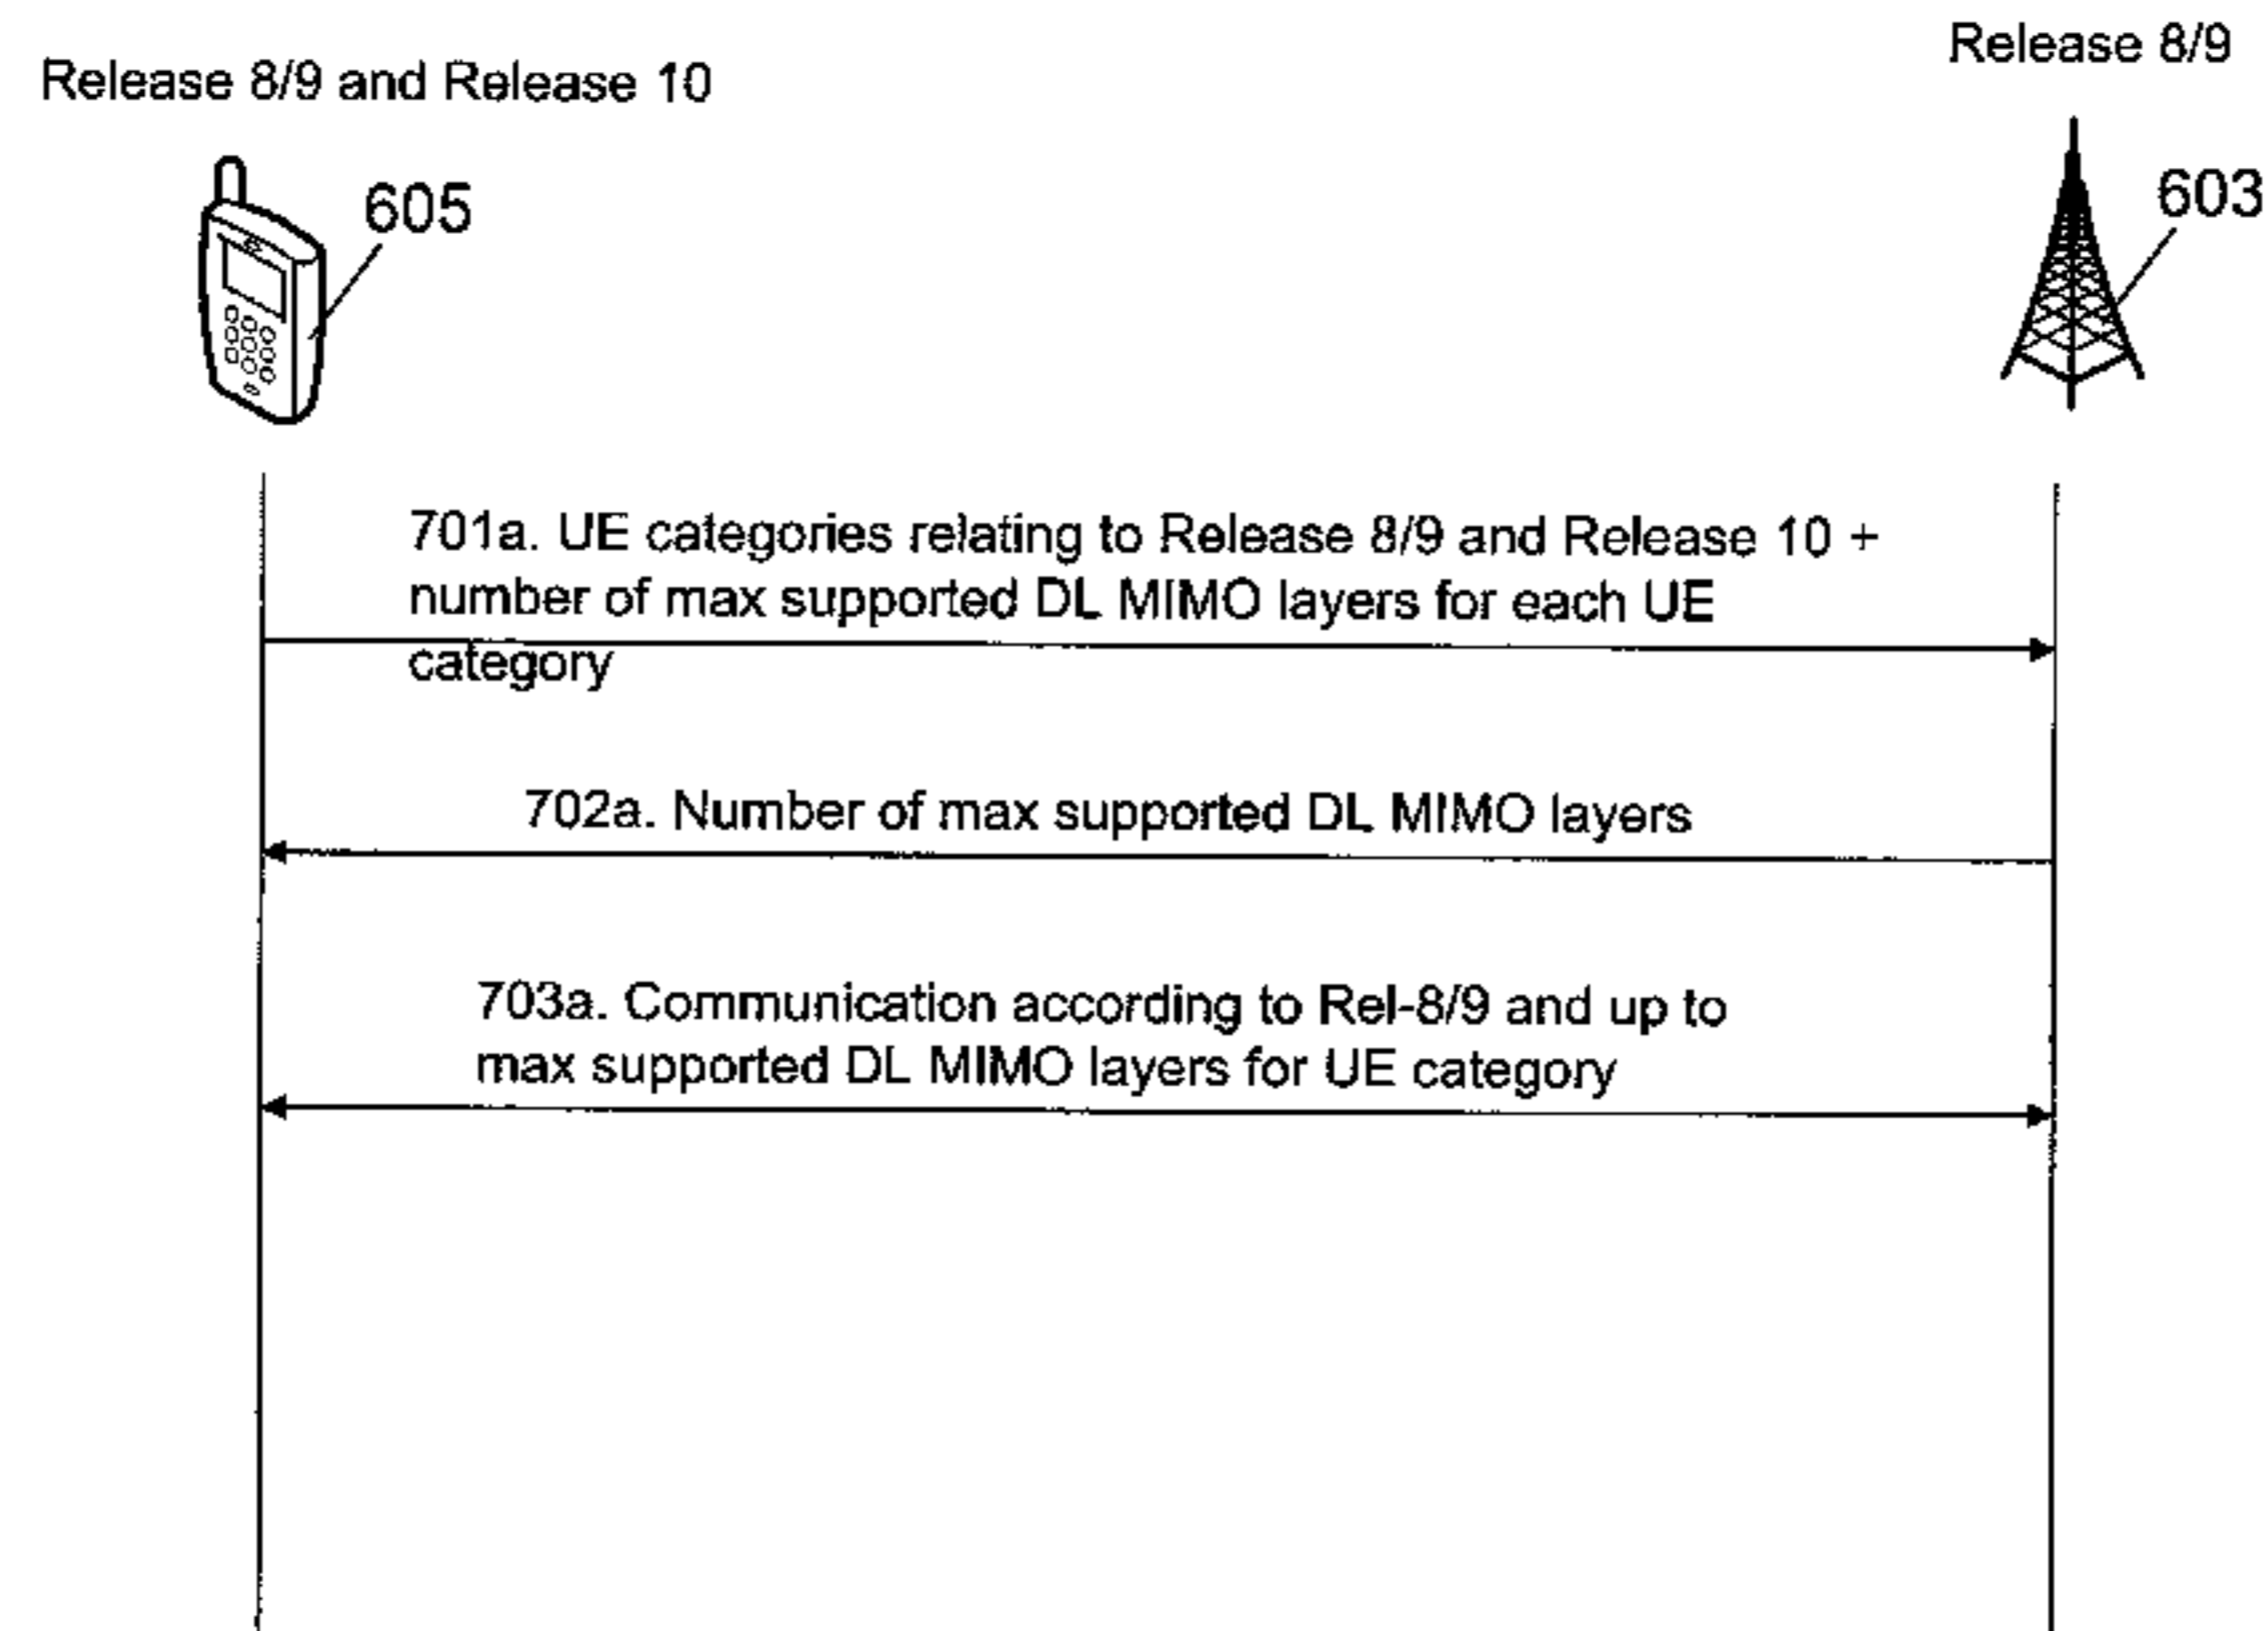 Release 8/9 and Release 10
Release 8/9
605
603
701a. UE categories relating to Release 8/9 and Release 10 +
number of max supported DL MIMO layers for each UE
category
702a. Number of max supported DL MIMO layers
703a. Communication according to Rel-8/9 and up to
max supported DL MIMO layers for UE category